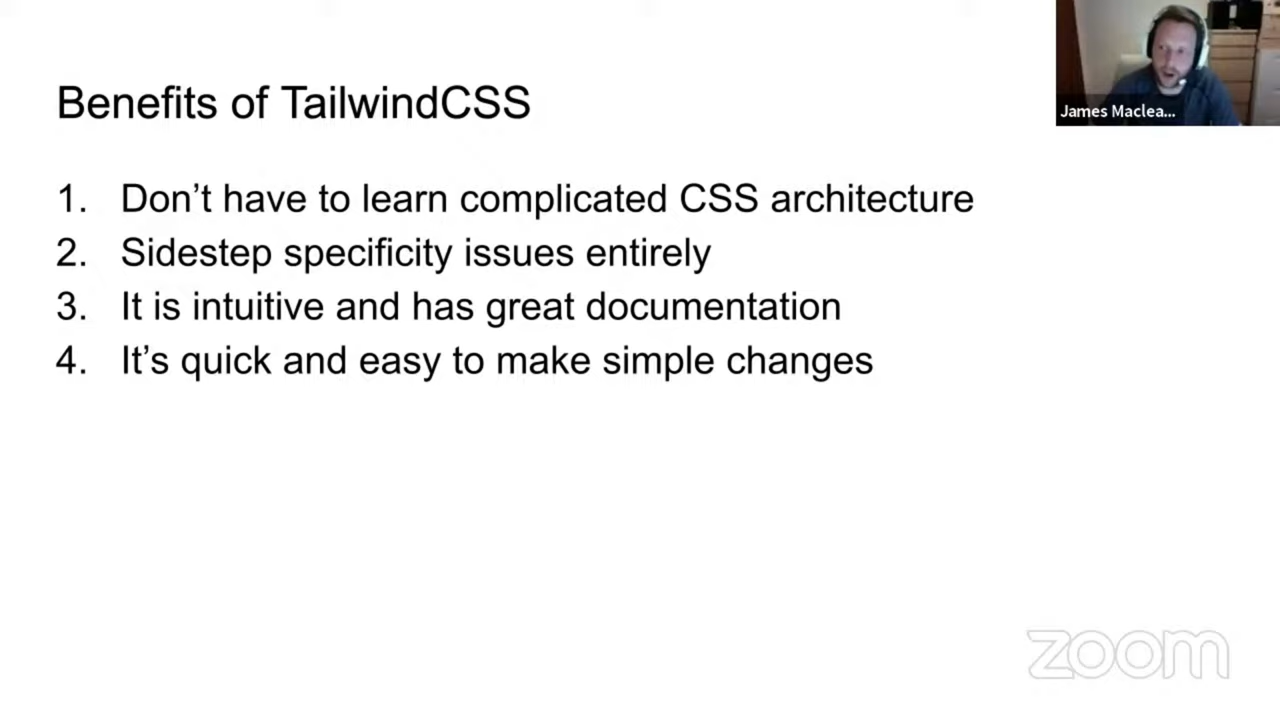 Benefits of TailwindCSS
1. Don’t have to learn complicated CSS architecture
2. Sidestep specificity issues entirely
3. It is intuitive and has great documentation
4. It’s quick and easy to make simple changes
James Maclea...
zoom